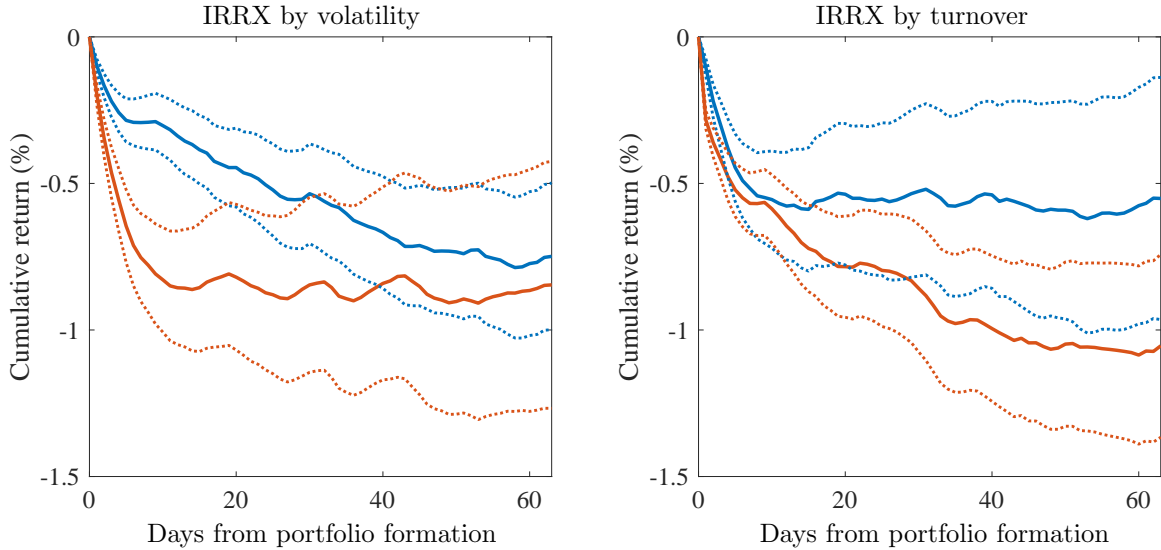 IRRX by volatility
0
-0.5
-1
-1.5
Cumulative return (%)
0
20
40
60
Days from portfolio formation
IRRX by turnover
0
-0.5
-1
-1.5
Cumulative return (%)
0
20
40
60
Days from portfolio formation